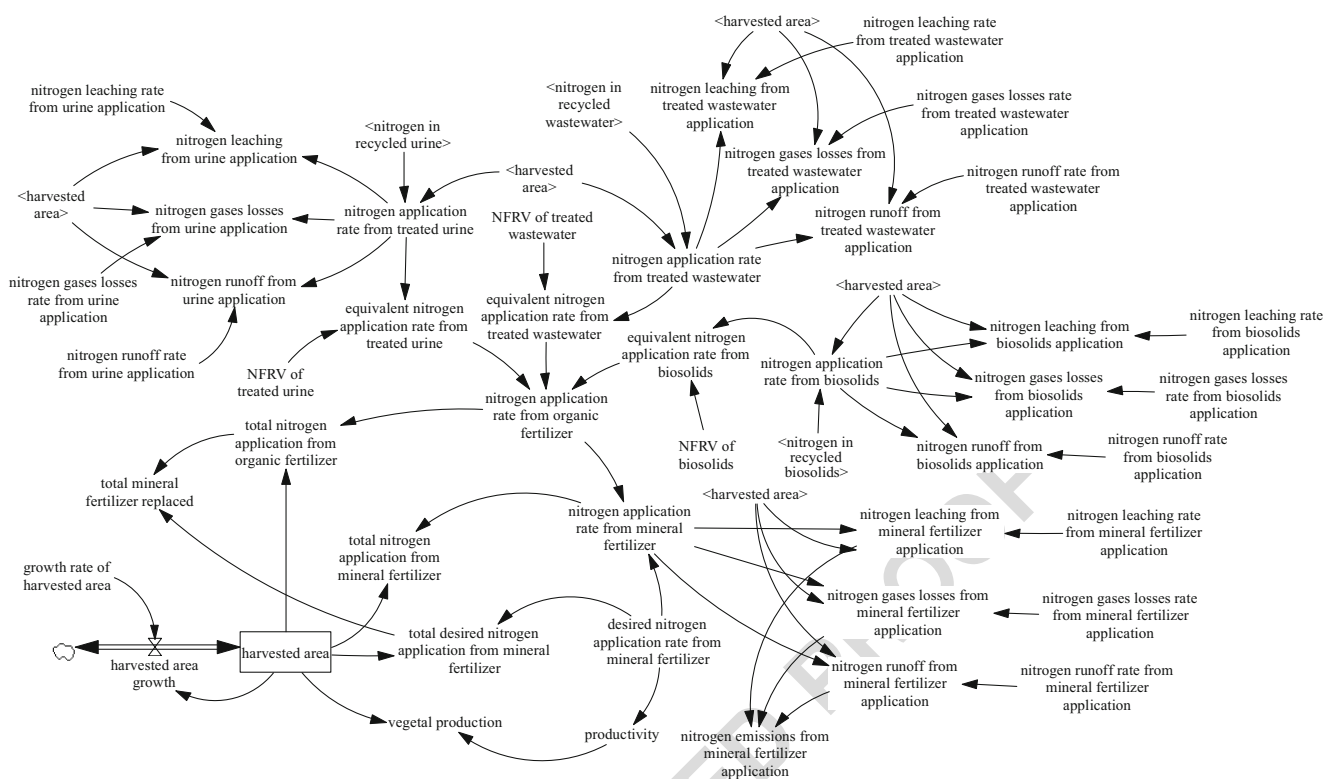 <harvested area>
nitrogen leaching rate
from treated wastewater
application
nitrogen leaching rate
from urine application
<nitrogen in
recycled
wastewater>
nitrogen leaching from
treated wastewater
application
nitrogen gases losses rate
from treated wastewater
application
nitrogen leaching
from urine application
<nitrogen in
recycled urine>
nitrogen gases losses from
treated wastewater
application
<harvested
area>
<harvested
area>
nitrogen runoff rate from
treated wastewater
application
nitrogen gases losses
from urine application
nitrogen application
rate from treated urine
NFRV of treated
wastewater
nitrogen runoff from
treated wastewater
application
nitrogen application rate
from treated wastewater
nitrogen gases losses
rate from urine
application
nitrogen runoff from
urine application
<harvested area>
equivalent nitrogen
application rate from
treated urine
equivalent nitrogen
application rate from
treated wastewater
equivalent nitrogen
application rate from
biosolids
nitrogen leaching from
biosolids application
nitrogen leaching rate
from biosolids
application
nitrogen runoff rate
from urine application
NFRV of
treated urine
nitrogen application
rate from biosolids
nitrogen gases losses
from biosolids
application
nitrogen gases losses
rate from biosolids
application
nitrogen application
rate from organic
fertilizer
total nitrogen
application from
organic fertilizer
NFRV of
biosolids
<nitrogen in
recycled
biosolids>
nitrogen runoff from
biosolids application
nitrogen runoff rate
from biosolids
application
total mineral
fertilizer replaced
<harvested area>
nitrogen application
rate from mineral
fertilizer
nitrogen leaching from
mineral fertilizer
application
nitrogen leaching rate
from mineral fertilizer
application
total nitrogen
application from
mineral fertilizer
growth rate of
harvested area
nitrogen gases losses from
mineral fertilizer
application
nitrogen gases losses rate
from mineral fertilizer
application
harvested area
harvested area
growth
total desired nitrogen
application from mineral
fertilizer
desired nitrogen
application rate from
mineral fertilizer
nitrogen runoff from
mineral fertilizer
application
nitrogen runoff rate from
mineral fertilizer
application
vegetal production
productivity
nitrogen emissions from
mineral fertilizer
application